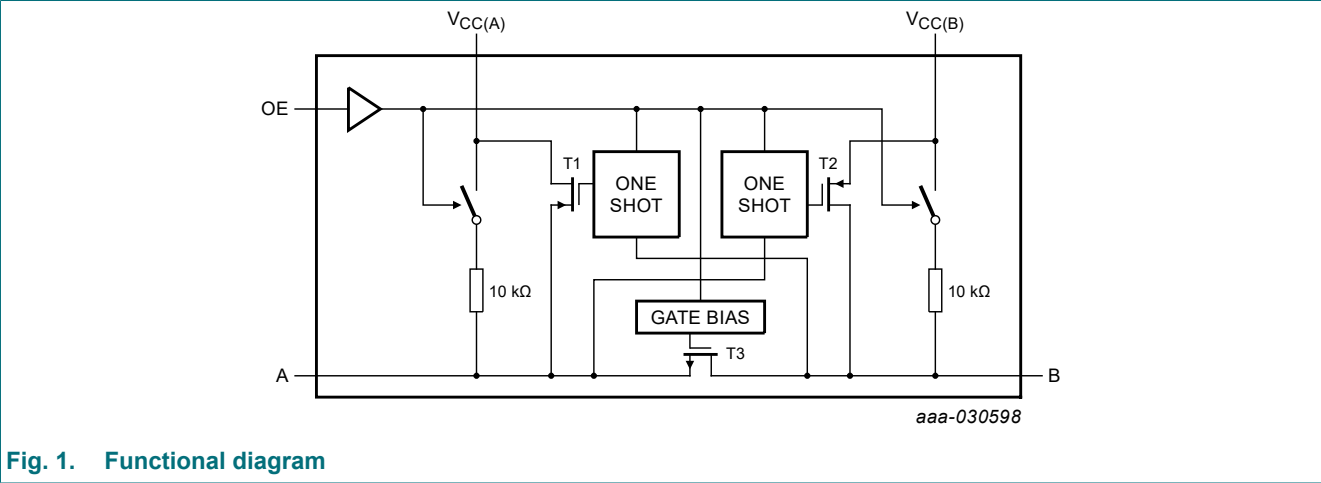 VCC(A)
VCC(B)
OE
T1
ONE
SHOT
ONE
SHOT
T2
10 kΩ
10 kΩ
GATE BIAS
T3
A
B
aaa-030598
Fig. 1. Functional diagram